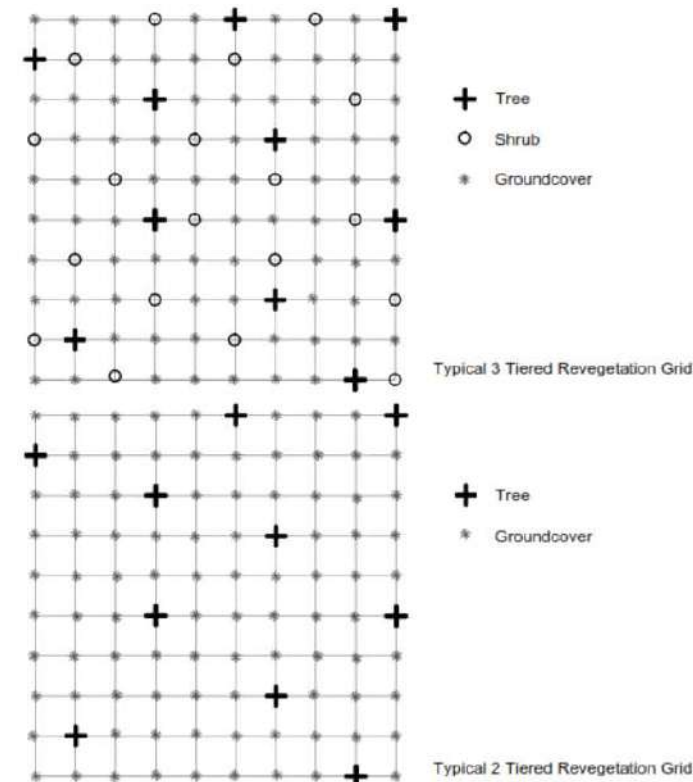 Tree
Shrub
Groundcover
Typical 3 Tiered Revegetation Grid
Tree
Groundcover
Typical 2 Tiered Revegetation Grid